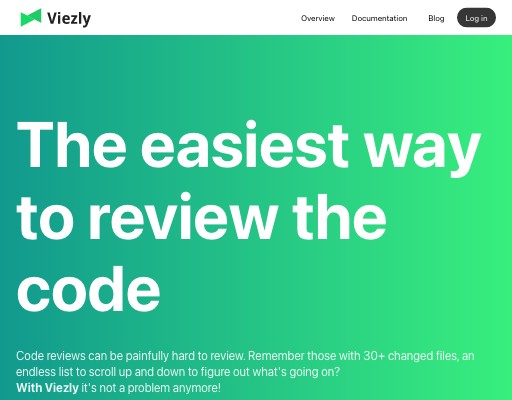 Viezly
Overview
Documentation
Blog
Log in
The easiest way
to review the
code
Code reviews can be painfully hard to review. Remember those with 30+ changed files, an
endless list to scroll up and down to figure out what's going on?
With Viezly it's not a problem anymore!